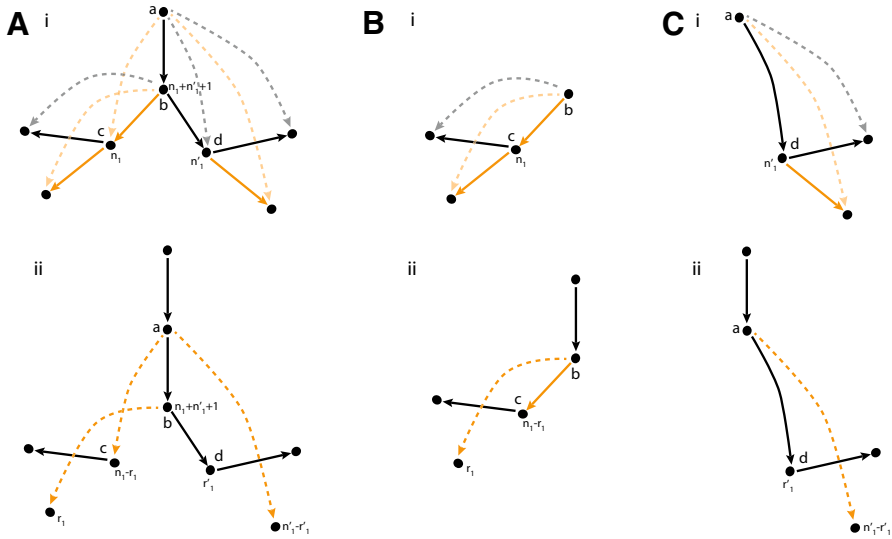 A
i
a
n₁+n'₁+1
b
c
n₁
d
n'₁
ii
a
n₁+n'₁+1
b
c
n₁-r₁
d
r'₁
r₁
n'₁-r'₁
B
i
b
c
n₁
ii
b
c
n₁-r₁
r₁
C
i
a
d
n'₁
ii
a
d
r'₁
n'₁-r'₁